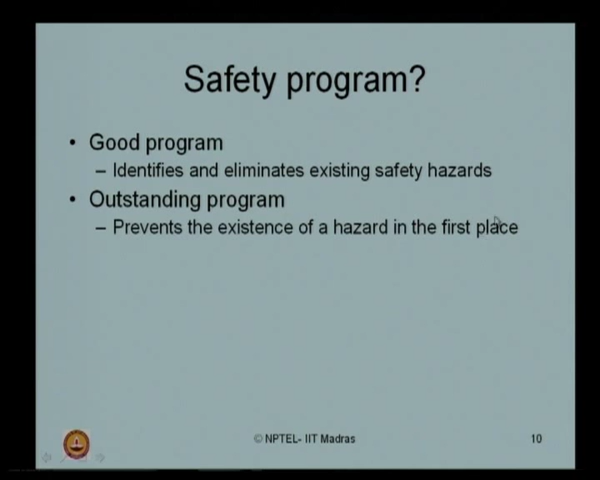 Safety program?
• Good program
– Identifies and eliminates existing safety hazards
• Outstanding program
– Prevents the existence of a hazard in the first place
© NPTEL- IIT Madras
10